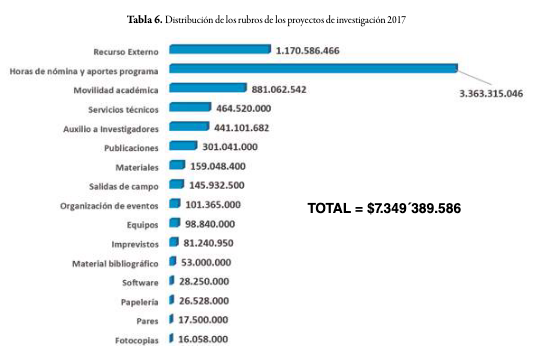 Tabla 6. Distribución de los rubros de los proyectos de investigación 2017
Recurso Externo 1.170.586.466
Horas de nómina y aportes programa 3.363.315.046
Movilidad académica 881.062.542
Servicios técnicos 464.520.000
Auxilio a Investigadores 441.101.682
Publicaciones 301.041.000
Materiales 159.048.400
Salidas de campo 145.932.500
Organización de eventos 101.365.000
TOTAL = $7.349´389.586
Equipos 98.840.000
Imprevistos 81.240.950
Material bibliográfico 53.000.000
Software 28.250.000
Papelería 26.528.000
Pares 17.500.000
Fotocopias 16.058.000